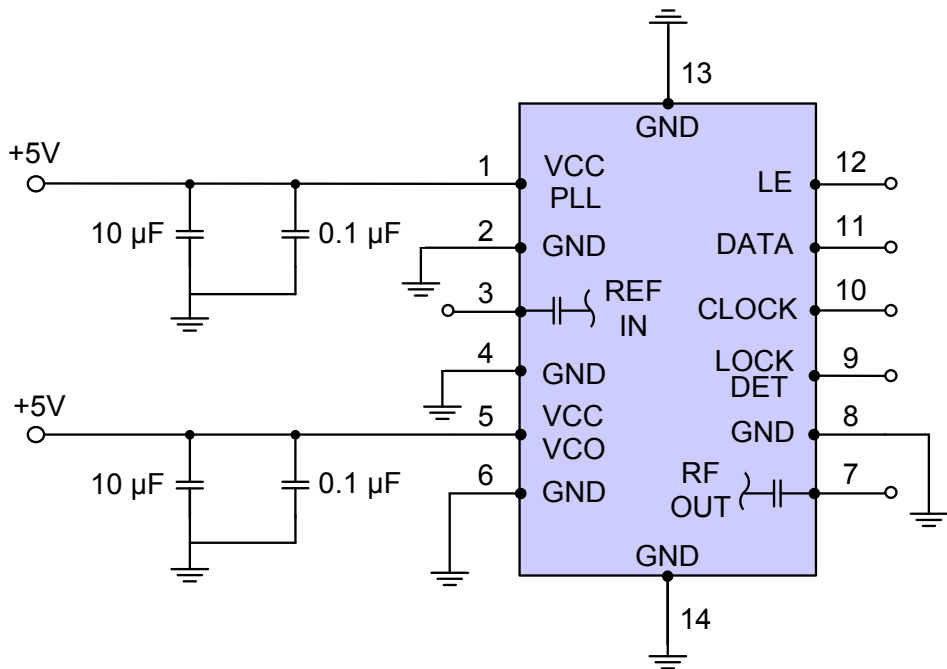 13
GND
+5V
1
VCC
PLL
12
LE
10 µF
0.1 µF
2
GND
11
DATA
3
REF
IN
10
CLOCK
4
GND
9
LOCK
DET
+5V
5
VCC
VCO
8
GND
10 µF
0.1 µF
6
GND
7
RF
OUT
GND
14